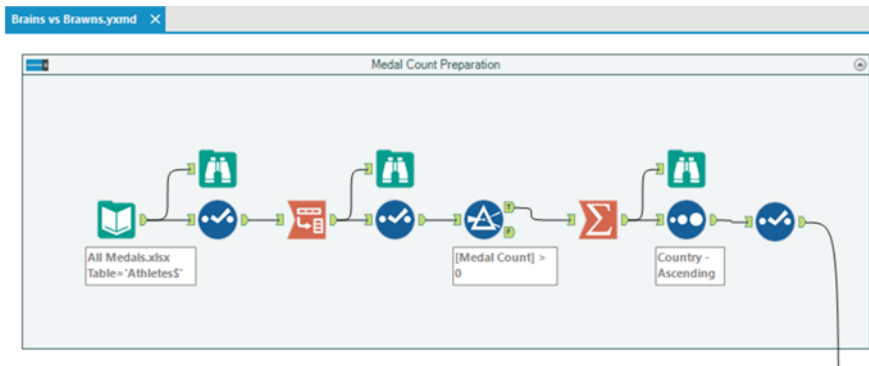 Brains vs Brawns.yxmd X
Medal Count Preparation
All Medals.xlsx
Table=`Athletes$`
[Medal Count] >
0
Country -
Ascending
T
F